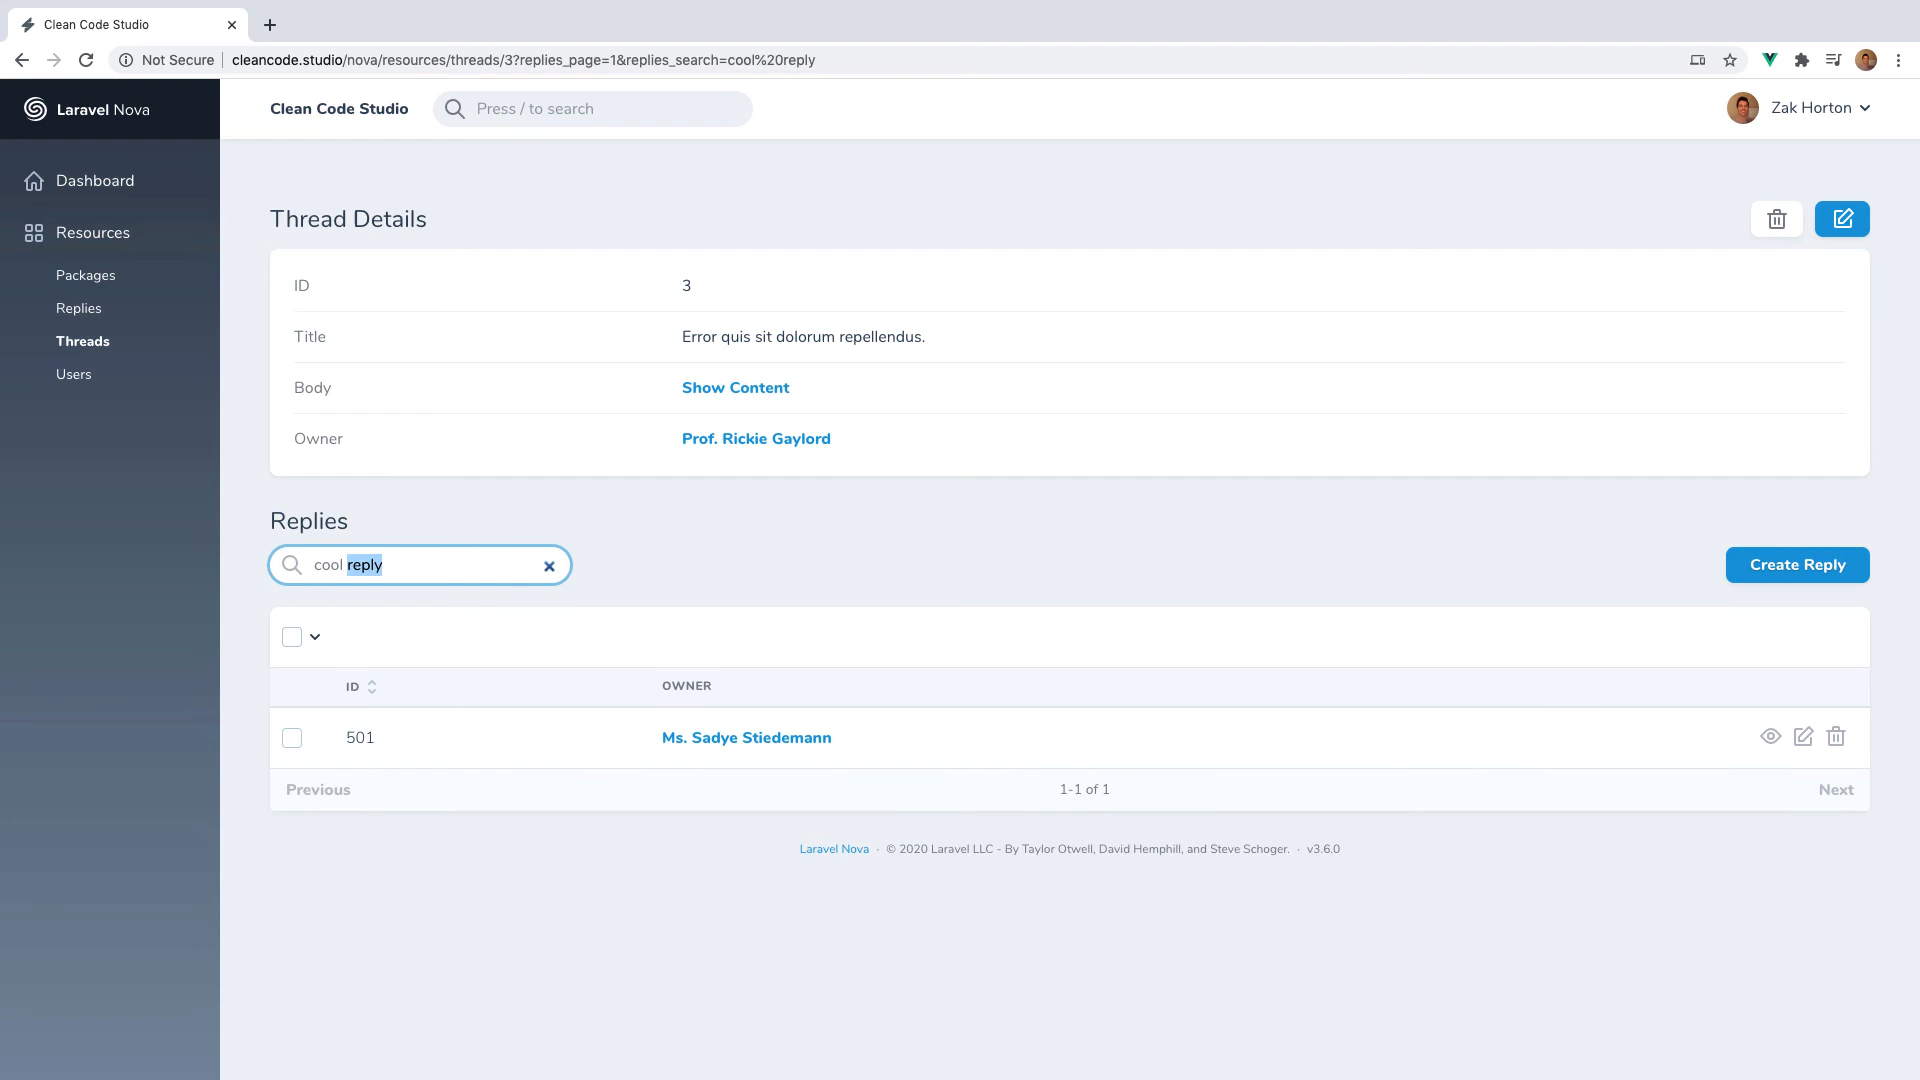 Clean Code Studio
Not Secure
cleancode.studio/nova/resources/threads/3?replies_page=1&replies_search=cool%20reply
Laravel Nova
Clean Code Studio
Press / to search
Zak Horton
Dashboard
Resources
Packages
Replies
Threads
Users
Thread Details
ID 3
Title Error quis sit dolorum repellendus.
Body Show Content
Owner Prof. Rickie Gaylord
Replies
cool reply
Create Reply
ID OWNER
501 Ms. Sadye Stiedemann
Previous 1-1 of 1 Next
Laravel Nova · © 2020 Laravel LLC - By Taylor Otwell, David Hemphill, and Steve Schoger. · v3.6.0